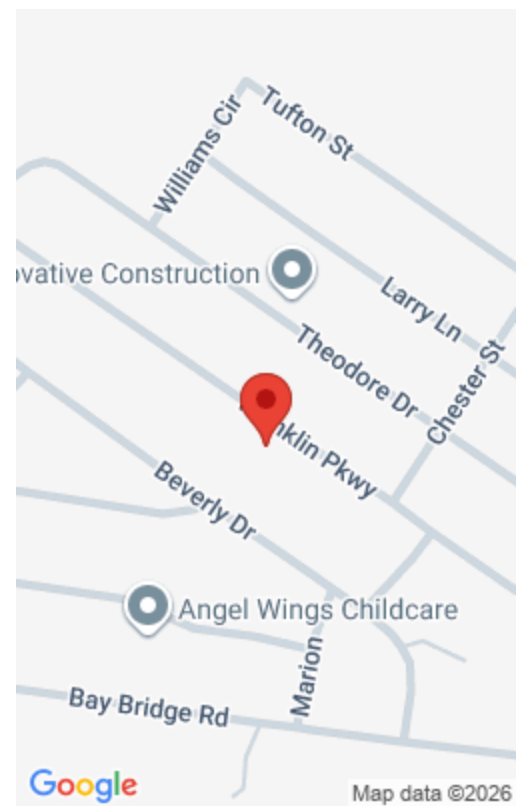 Tufton St
Williams Cir
ovative Construction
Larry Ln
Theodore Dr
Chester St
nklin Pkwy
Beverly Dr
Angel Wings Childcare
Marion
Bay Bridge Rd
Google
Map data ©2026